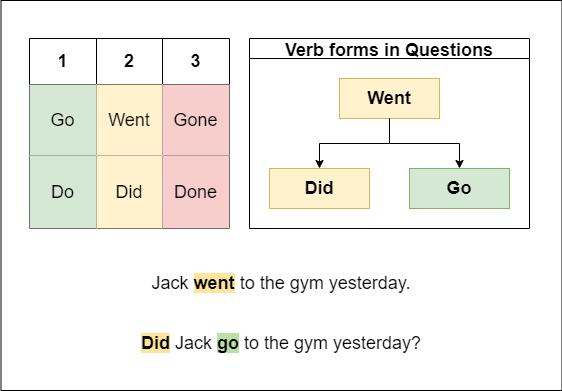 1 2 3
Go Went Gone
Do Did Done
Verb forms in Questions
Went
Did Go
Jack went to the gym yesterday.
Did Jack go to the gym yesterday?